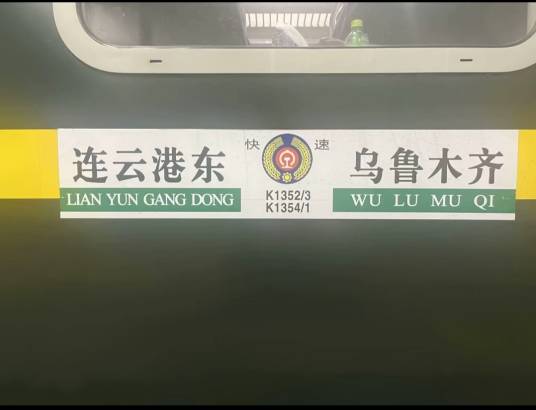 连云港东
LIAN YUN GANG DONG
快 速
K1352/3
K1354/1
乌鲁木齐
WU LU MU QI